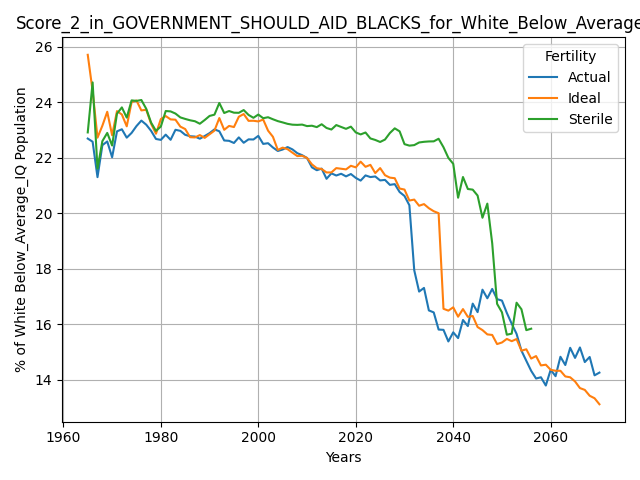 Score_2_in_GOVERNMENT_SHOULD_AID_BLACKS_for_White_Below_Average
Fertility
Actual
Ideal
Sterile
% of White Below_Average_IQ Population
26
24
22
20
18
16
14
1960 1980 2000 2020 2040 2060
Years